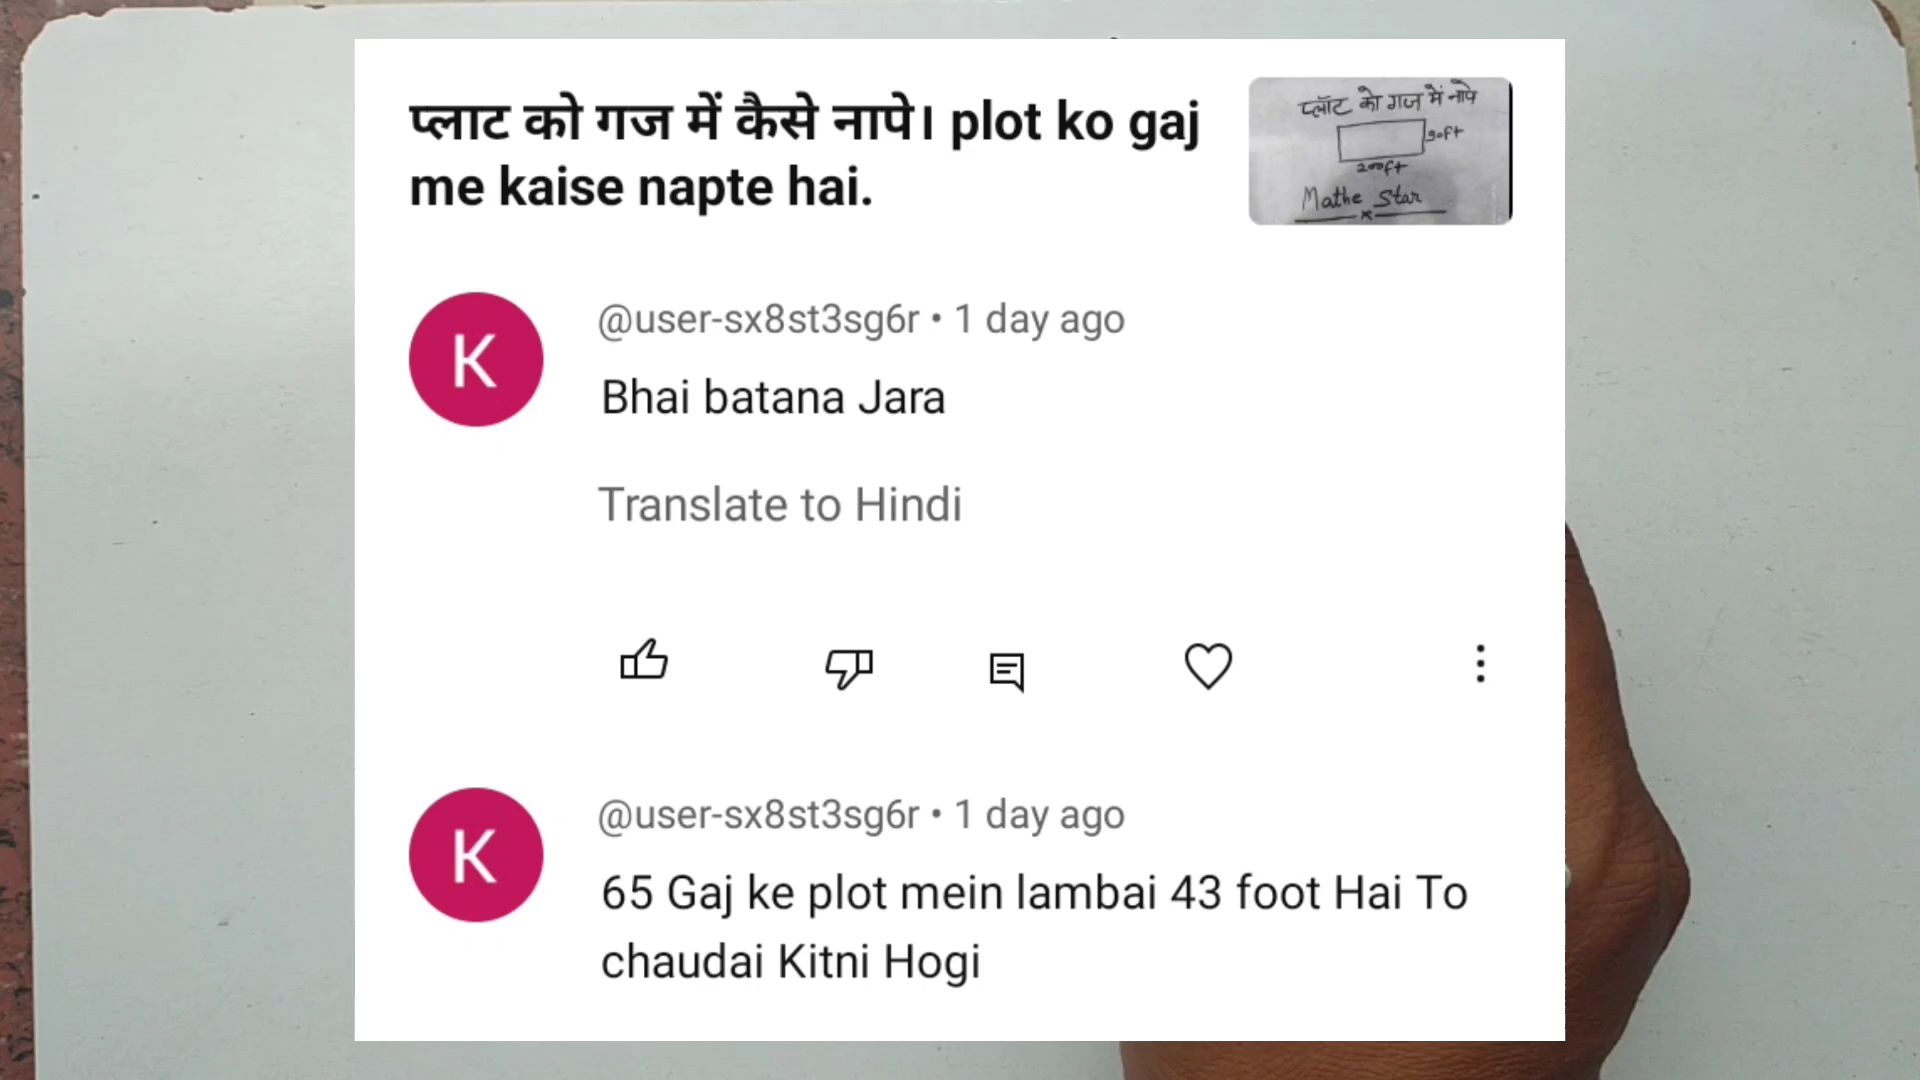 प्लाट को गज में कैसे नापे। plot ko gaj
me kaise napte hai.
प्लॉट को गज में नापे
90ft
200ft
Mathe Star
K
@user-sx8st3sg6r • 1 day ago
Bhai batana Jara
Translate to Hindi
K
@user-sx8st3sg6r • 1 day ago
65 Gaj ke plot mein lambai 43 foot Hai To
chaudai Kitni Hogi